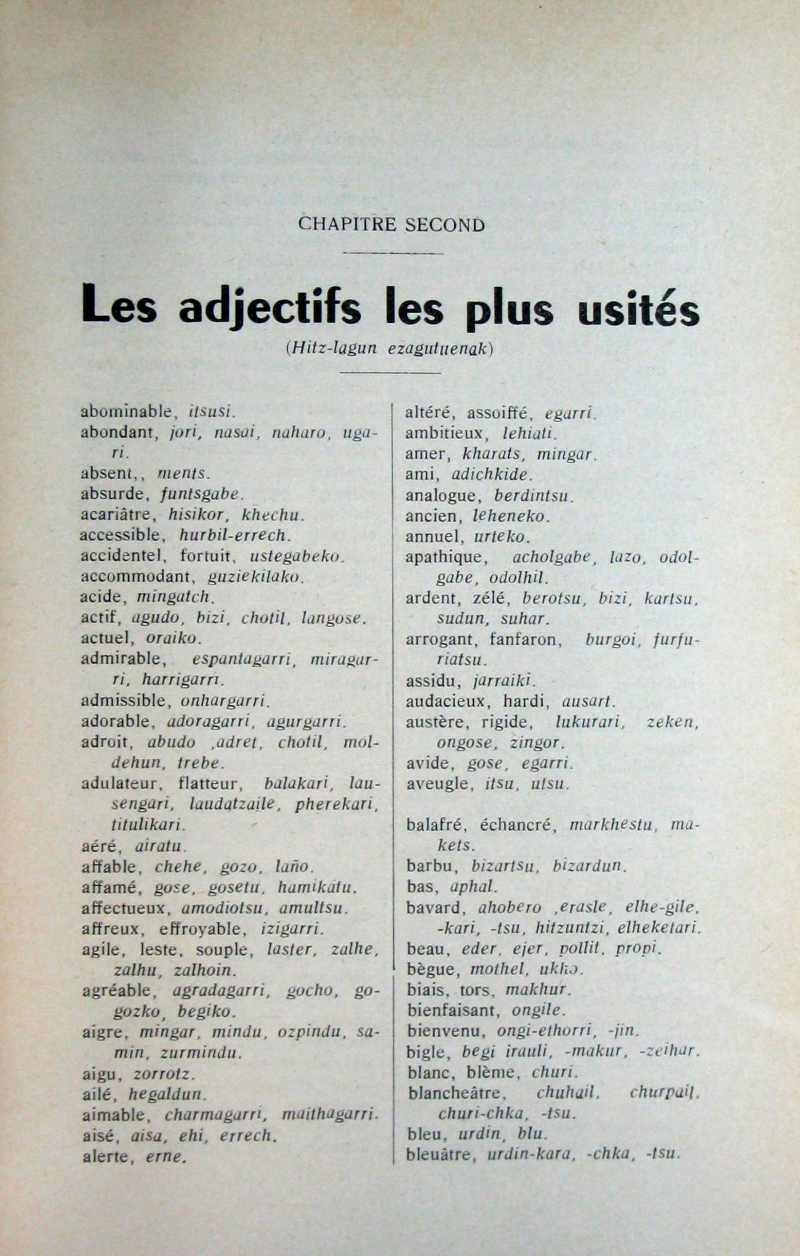 CHAPITRE SECOND
Les adjectifs les plus usités
(Hitz-lagun ezagutuenak)
abominable, itsusi.
abondant, jori, nasai, naharo, uga-
ri.
absent,, ments.
absurde, funtsgabe.
acariâtre, hisikor, khechu.
accessible, hurbil-errech.
accidentel, fortuit, ustegabeko.
accommodant, guziekilako.
acide, mingatch.
actif, agudo, bizi, chotil, langose.
actuel, oraiko.
admirable, espantagarri, miragar-
ri, harrigarri.
admissible, onhargarri.
adorable, adoragarri, agurgarri.
adroit, abudo ,adret, chotil, mol-
dehun, trebe.
adulateur, flatteur, balakari, lau-
sengari, laudatzaile, pherekari,
titulikari.
aéré, airatu.
affable, chehe, gozo, laño.
affamé, gose, gosetu, hamikatu.
affectueux, amodiotsu, amultsu.
affreux, effroyable, izigarri.
agile, leste, souple, laster, zalhe,
zalhu, zalhoin.
agréable, agradagarri, gocho, go-
gozko, begiko.
aigre, mingar, mindu, ozpindu, sa-
min, zurmindu.
aigu, zorrotz.
ailé, hegaldun.
aimable, charmagarri, maithagarri.
aisé, aisa, ehi, errech.
alerte, erne.
altéré, assoiffé, egarri.
ambitieux, lehiati.
amer, kharats, mingar.
ami, adichkide.
analogue, berdintsu.
ancien, leheneko.
annuel, urteko.
apathique, acholgabe, lazo, odol-
gabe, odolhil.
ardent, zélé, berotsu, bizi, kartsu,
sudun, suhar.
arrogant, fanfaron, burgoi, furfu-
riatsu.
assidu, jarraiki.
audacieux, hardi, ausart.
austère, rigide, lukurari, zeken,
ongose, zingor.
avide, gose, egarri.
aveugle, itsu, utsu.
balafré, échancré, markhestu, ma-
kets.
barbu, bizartsu, bizardun.
bas, aphal.
bavard, ahobero ,erasle, elhe-gile,
-kari, -tsu, hitzuntzi, elheketari.
beau, eder, ejer, pollit, propi.
bègue, mothel, ukho.
biais, tors, makhur.
bienfaisant, ongile.
bienvenu, ongi-ethorri, -jin.
bigle, begi irauli, -makur, -zeihar.
blanc, blème, churi.
blancheâtre, chuhail, churpail,
churi-chka, -tsu.
bleu, urdin, blu.
bleuâtre, urdin-kara, -chka, -tsu.